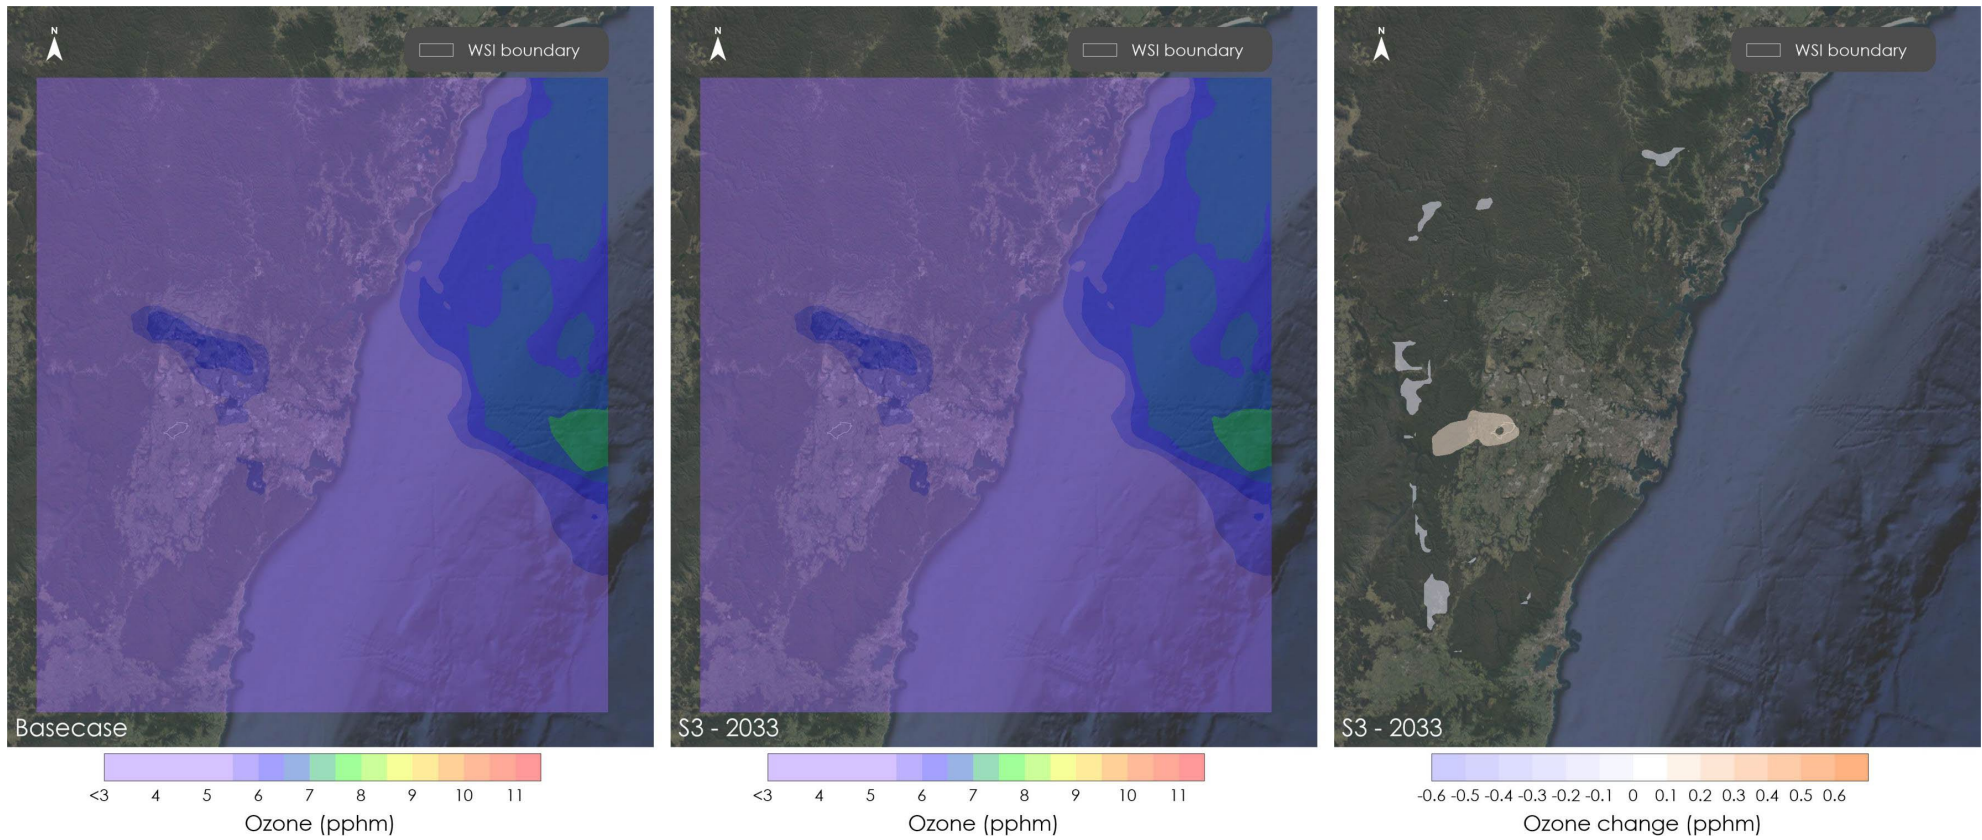 N
WSI boundary
N
WSI boundary
N
WSI boundary
Basecase
S3 - 2033
S3 - 2033
<3 4 5 6 7 8 9 10 11
Ozone (pphm)
<3 4 5 6 7 8 9 10 11
Ozone (pphm)
-0.6 -0.5 -0.4 -0.3 -0.2 -0.1 0 0.1 0.2 0.3 0.4 0.5 0.6
Ozone change (pphm)